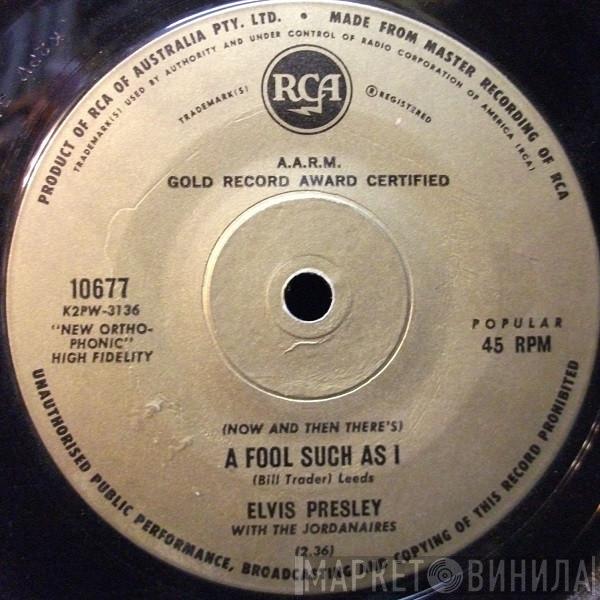 PRODUCT OF RCA OF AUSTRALIA PTY. LTD. • MADE FROM MASTER RECORDING OF RCA
TRADEMARK(S) USED BY AUTHORITY AND UNDER CONTROL OF RADIO CORPORATION OF AMERICA (RCA)
TRADEMARK(S)
RCA
® REGISTERED
A.A.R.M.
GOLD RECORD AWARD CERTIFIED
10677
K2PW-3136
"NEW ORTHO-
PHONIC"
HIGH FIDELITY
POPULAR
45 RPM
(NOW AND THEN THERE'S)
A FOOL SUCH AS I
(Bill Trader) Leeds
ELVIS PRESLEY
WITH THE JORDANAIRES
(2.36)
UNAUTHORISED PUBLIC PERFORMANCE, BROADCASTING AND COPYING OF THIS RECORD PROHIBITED
МАРКЕТ ВИНИЛА